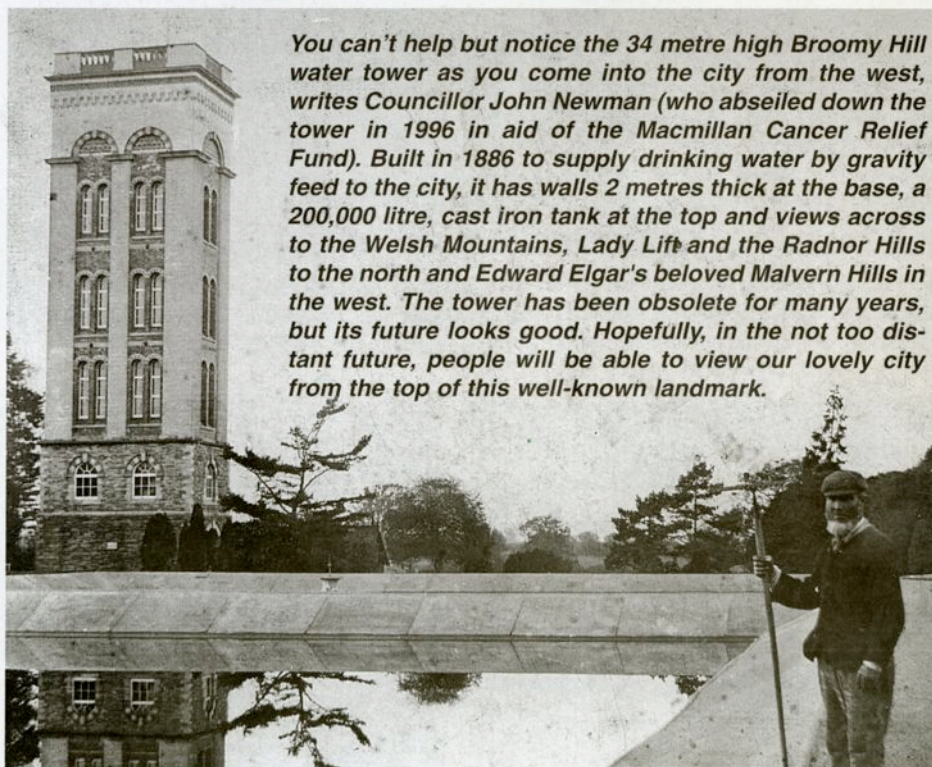 You can't help but notice the 34 metre high Broomy Hill
water tower as you come into the city from the west,
writes Councillor John Newman (who abseiled down the
tower in 1996 in aid of the Macmillan Cancer Relief
Fund). Built in 1886 to supply drinking water by gravity
feed to the city, it has walls 2 metres thick at the base, a
200,000 litre, cast iron tank at the top and views across
to the Welsh Mountains, Lady Lift and the Radnor Hills
to the north and Edward Elgar's beloved Malvern Hills in
the west. The tower has been obsolete for many years,
but its future looks good. Hopefully, in the not too dis-
tant future, people will be able to view our lovely city
from the top of this well-known landmark.